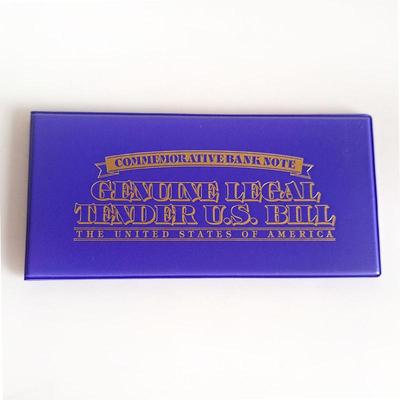 COMMEMORATIVE BANK NOTE
GENUINE LEGAL
TENDER U.S. BILL
THE UNITED STATES OF AMERICA